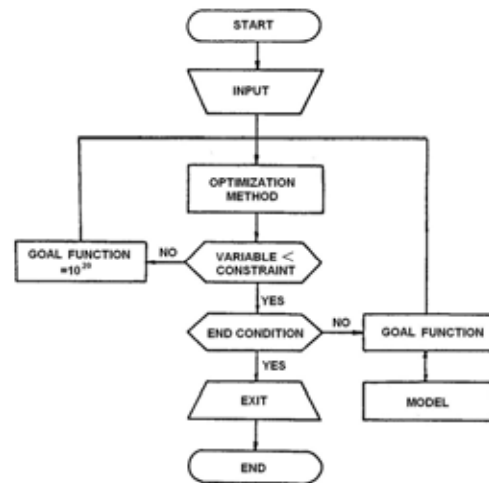 START
INPUT
OPTIMIZATION
METHOD
GOAL FUNCTION
=10²⁰
NO
VARIABLE <
CONSTRAINT
YES
END CONDITION
NO
GOAL FUNCTION
YES
EXIT
MODEL
END